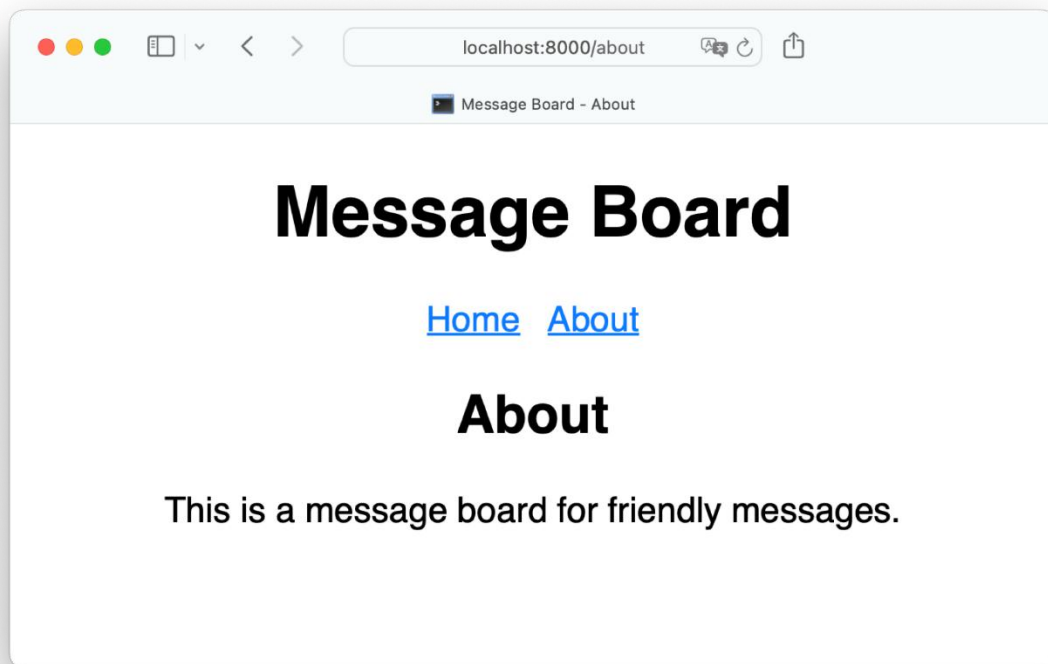 localhost:8000/about
Message Board - About
Message Board
Home About
About
This is a message board for friendly messages.